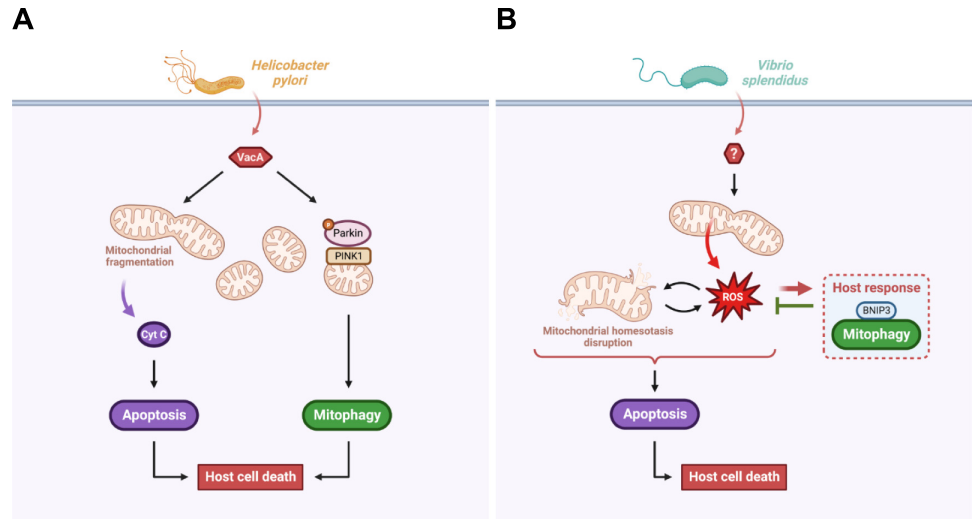 A
Helicobacter
pylori
VacA
P
Parkin
PINK1
Mitochondrial
fragmentation
Cyt C
Apoptosis
Mitophagy
Host cell death
B
Vibrio
splendidus
?
ROS
Host response
BNIP3
Mitophagy
Mitochondrial homesotasis
disruption
Apoptosis
Host cell death